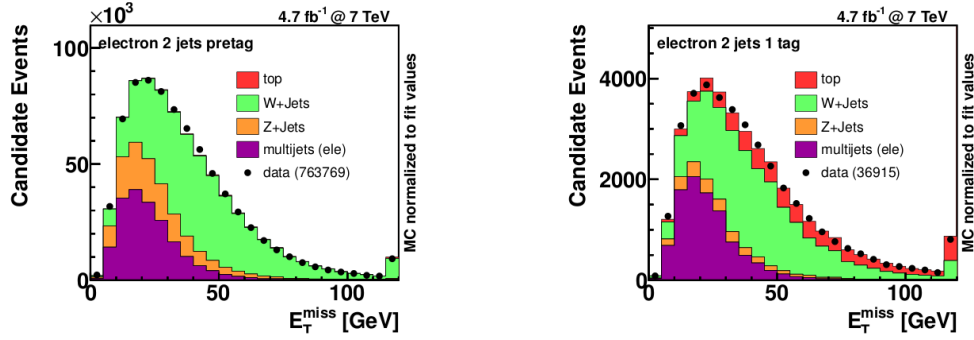 ×10³
4.7 fb⁻¹ @ 7 TeV
electron 2 jets pretag
Candidate Events
100
50
0
top
W+Jets
Z+Jets
multijets (ele)
data (763769)
MC normalized to fit values
0
50
100
E_T^miss [GeV]
4.7 fb⁻¹ @ 7 TeV
electron 2 jets 1 tag
Candidate Events
4000
2000
0
top
W+Jets
Z+Jets
multijets (ele)
data (36915)
MC normalized to fit values
0
50
100
E_T^miss [GeV]